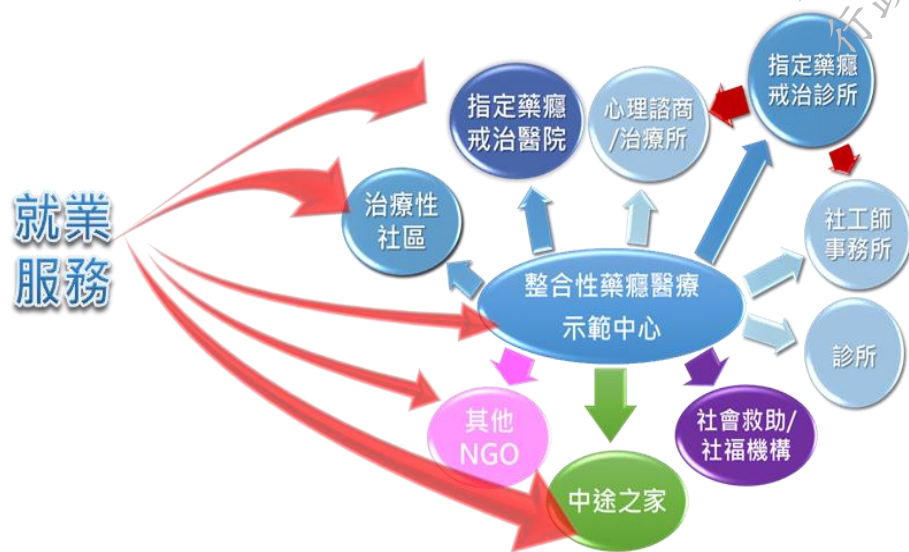 行政
指定藥癮
戒治診所
指定藥癮
戒治醫院
心理諮商
/治療所
治療性
社區
社工師
事務所
就業
服務
整合性藥癮醫療
示範中心
診所
其他
NGO
社會救助/
社福機構
中途之家